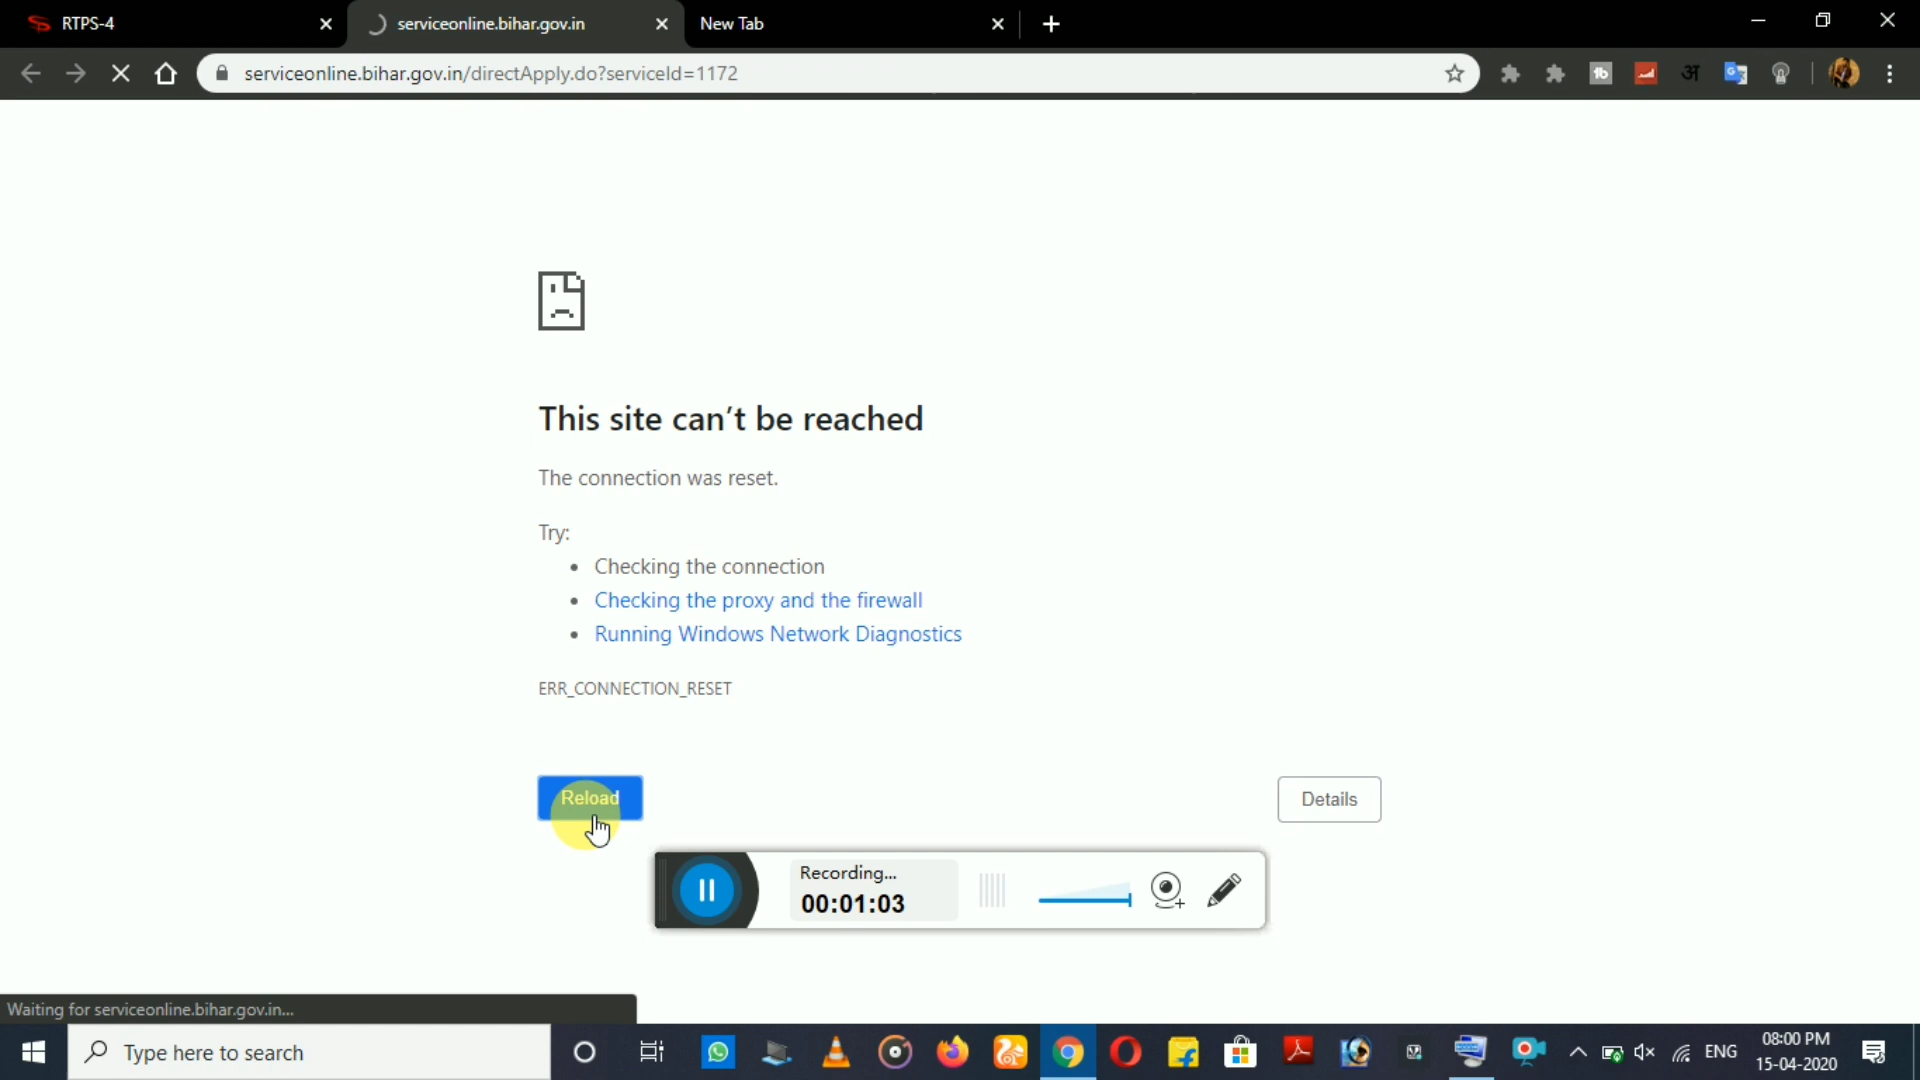 RTPS-4
serviceonline.bihar.gov.in
New Tab
serviceonline.bihar.gov.in/directApply.do?serviceId=1172
This site can't be reached
The connection was reset.
Try:
Checking the connection
Checking the proxy and the firewall
Running Windows Network Diagnostics
ERR_CONNECTION_RESET
Reload
Details
Recording...
00:01:03
Waiting for serviceonline.bihar.gov.in...
Type here to search
ENG
08:00 PM
15-04-2020